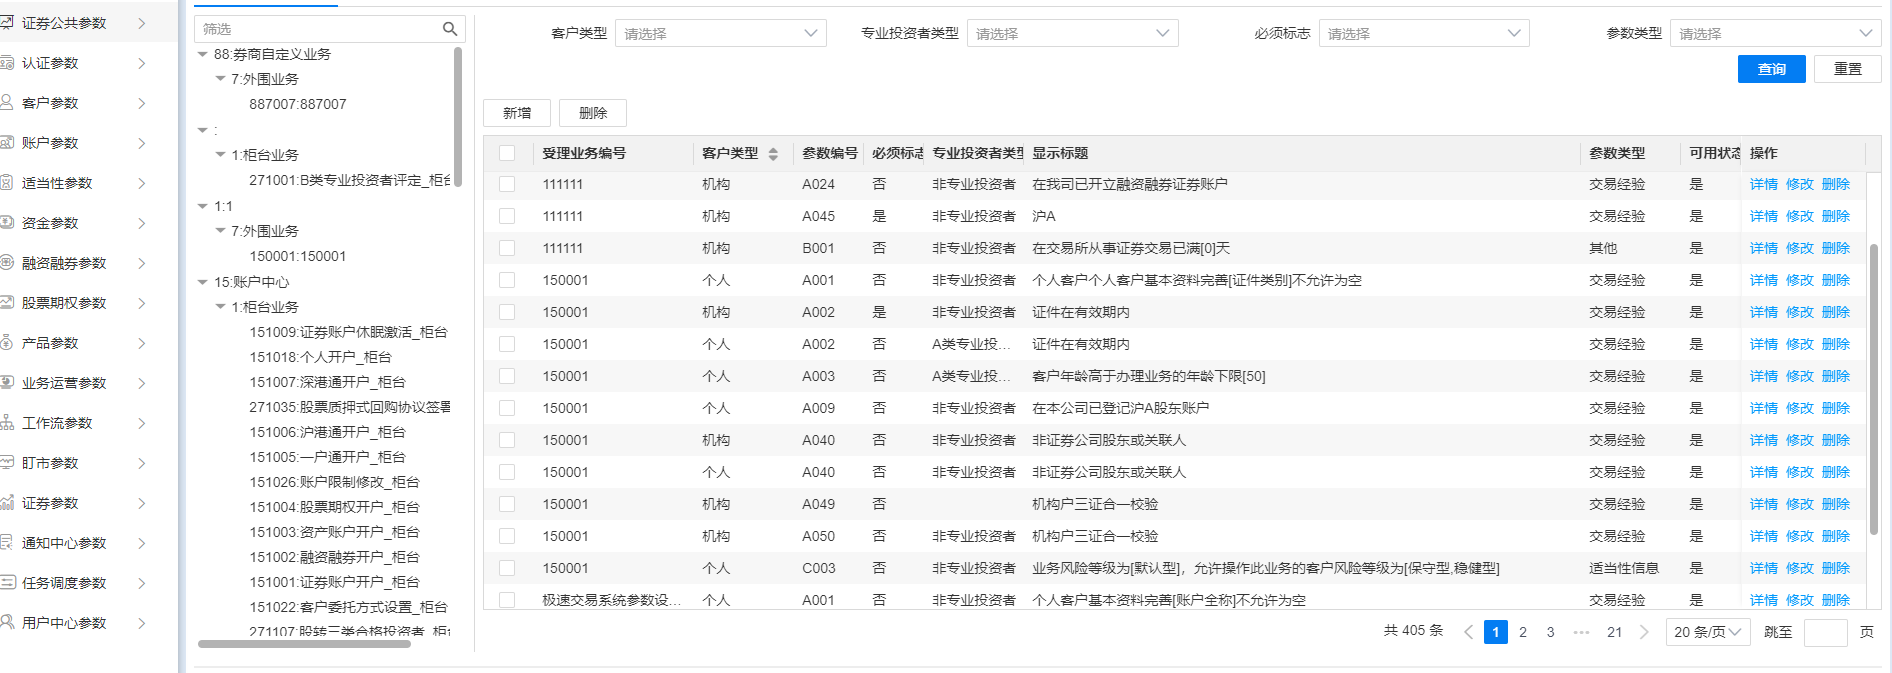 证券公共参数
认证参数
客户参数
账户参数
适当性参数
资金参数
融资融券参数
股票期权参数
产品参数
业务运营参数
工作流参数
盯市参数
证券参数
通知中心参数
任务调度参数
用户中心参数
筛选
88:券商自定义业务
7:外围业务
887007:887007
:
1:柜台业务
271001:B类专业投资者评定_柜台
1:1
7:外围业务
150001:150001
15:账户中心
1:柜台业务
151009:证券账户休眠激活_柜台
151018:个人开户_柜台
151007:深港通开户_柜台
271035:股票质押式回购协议签署
151006:沪港通开户_柜台
151005:一户通开户_柜台
151026:账户限制修改_柜台
151004:股票期权开户_柜台
151003:资产账户开户_柜台
151002:融资融券开户_柜台
151001:证券账户开户_柜台
151022:客户委托方式设置_柜台
271107:股转三类合格投资者_柜台
客户类型 请选择 专业投资者类型 请选择 必须标志 请选择 参数类型 请选择
查询 重置
新增 删除
受理业务编号 客户类型 参数编号 必须标志 专业投资者类型 显示标题 参数类型 可用状态 操作
111111 机构 A024 否 非专业投资者 在我司已开立融资融券证券账户 交易经验 是 详情 修改 删除
111111 机构 A045 是 非专业投资者 沪A 交易经验 是 详情 修改 删除
111111 机构 B001 否 非专业投资者 在交易所从事证券交易已满[0]天 其他 是 详情 修改 删除
150001 个人 A001 否 非专业投资者 个人客户个人客户基本资料完善[证件类别]不允许为空 交易经验 是 详情 修改 删除
150001 机构 A002 是 非专业投资者 证件在有效期内 交易经验 是 详情 修改 删除
150001 个人 A002 否 A类专业投... 证件在有效期内 交易经验 是 详情 修改 删除
150001 个人 A003 否 A类专业投... 客户年龄高于办理业务的年龄下限[50] 交易经验 是 详情 修改 删除
150001 个人 A009 否 非专业投资者 在本公司已登记沪A股东账户 交易经验 是 详情 修改 删除
150001 机构 A040 否 非专业投资者 非证券公司股东或关联人 交易经验 是 详情 修改 删除
150001 个人 A040 否 非专业投资者 非证券公司股东或关联人 交易经验 是 详情 修改 删除
150001 机构 A049 否 机构户三证合一校验 交易经验 是 详情 修改 删除
150001 机构 A050 否 非专业投资者 机构户三证合一校验 交易经验 是 详情 修改 删除
150001 个人 C003 否 非专业投资者 业务风险等级为[默认型]，允许操作此业务的客户风险等级为[保守型,稳健型] 适当性信息 是 详情 修改 删除
极速交易系统参数设... 个人 A001 否 非专业投资者 个人客户基本资料完善[账户全称]不允许为空 交易经验 是 详情 修改 删除
共 405 条 1 2 3 ••• 21 20 条/页 跳至 页